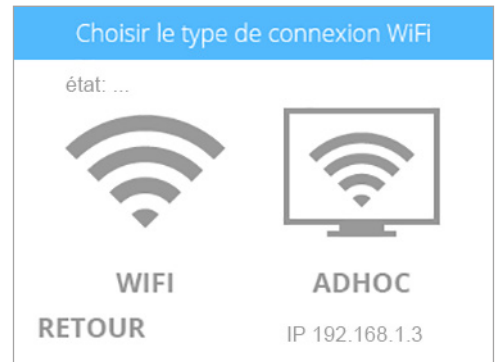 Choisir le type de connexion WiFi
état: ...
WIFI
ADHOC
RETOUR
IP 192.168.1.3